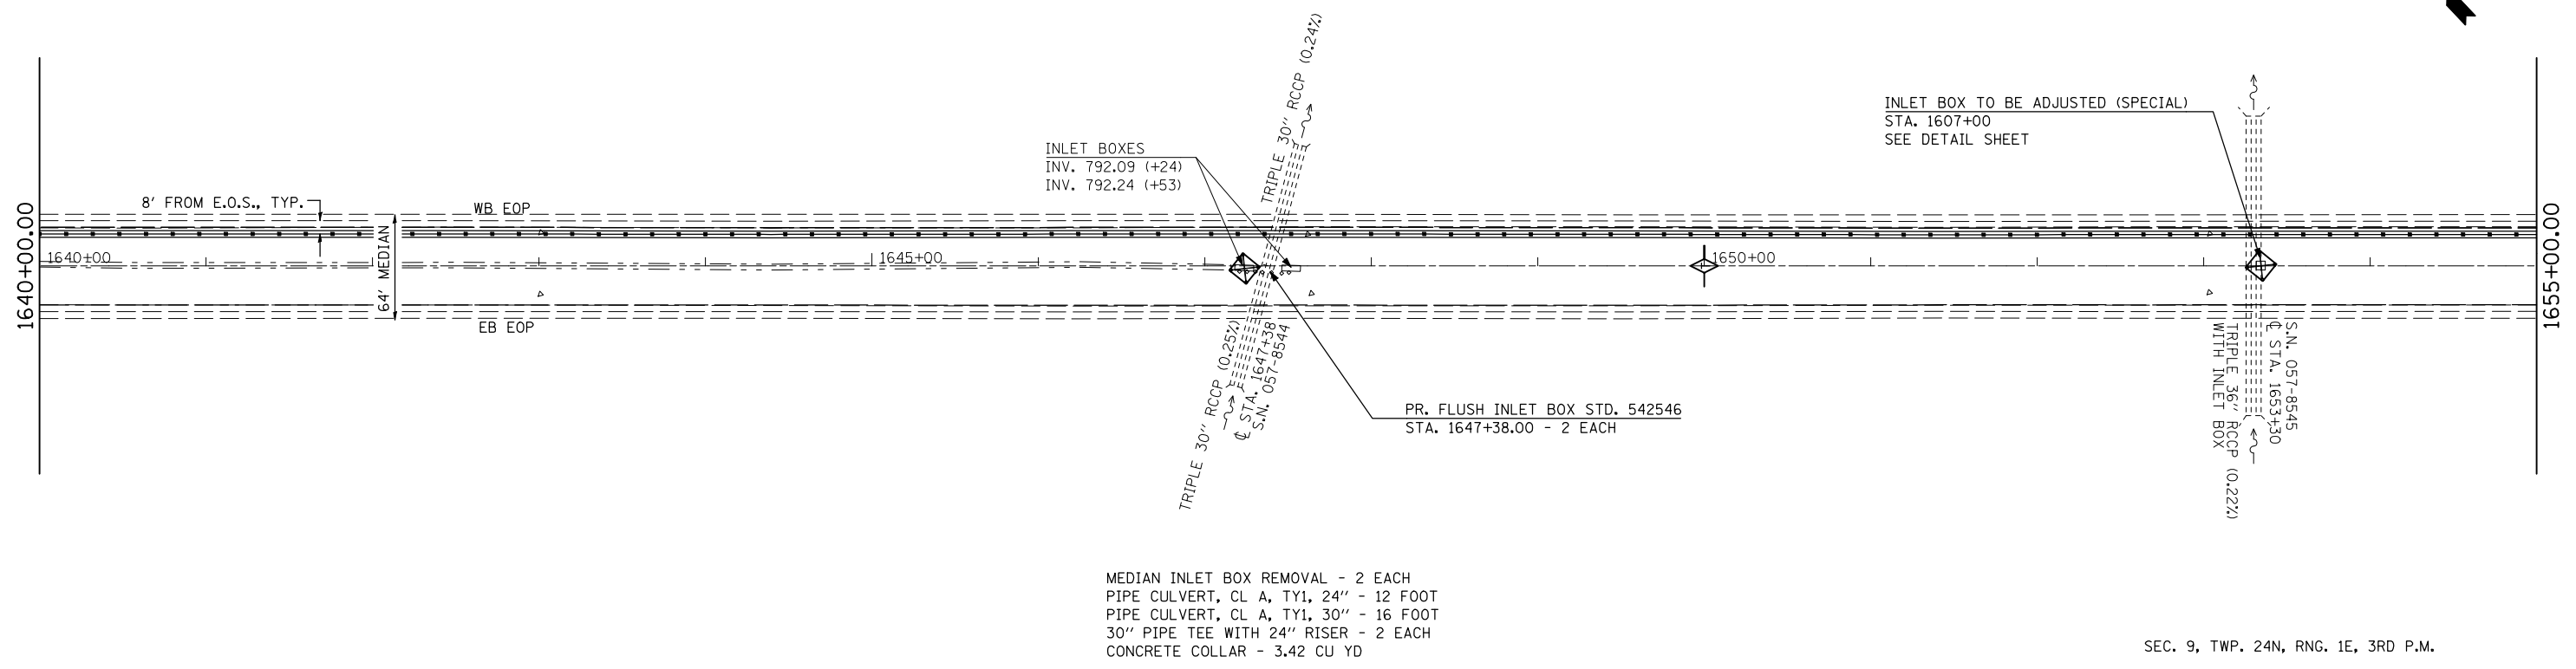 TRIPLE 30" RCCP (0.24%)
INLET BOX TO BE ADJUSTED (SPECIAL)
STA. 1607+00
SEE DETAIL SHEET
INLET BOXES
INV. 792.09 (+24)
INV. 792.24 (+53)
8' FROM E.O.S., TYP.
WB EOP
1640+00.00
1640+00
64' MEDIAN
1645+00
1650+00
1655+00.00
EB EOP
TRIPLE 30" RCCP (0.25%)
℄ STA. 1647+38
S.N. 057-8544
PR. FLUSH INLET BOX STD. 542546
STA. 1647+38.00 - 2 EACH
S.N. 057-8545
℄ STA. 1653+30
TRIPLE 36" RCCP (0.22%)
WITH INLET BOX
MEDIAN INLET BOX REMOVAL - 2 EACH
PIPE CULVERT, CL A, TY1, 24" - 12 FOOT
PIPE CULVERT, CL A, TY1, 30" - 16 FOOT
30" PIPE TEE WITH 24" RISER - 2 EACH
CONCRETE COLLAR - 3.42 CU YD
SEC. 9, TWP. 24N, RNG. 1E, 3RD P.M.